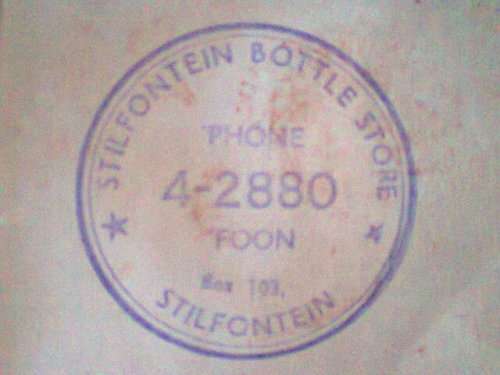 STILFONTEIN BOTTLE STORE
PHONE
4-2880
FOON
Box 103,
STILFONTEIN